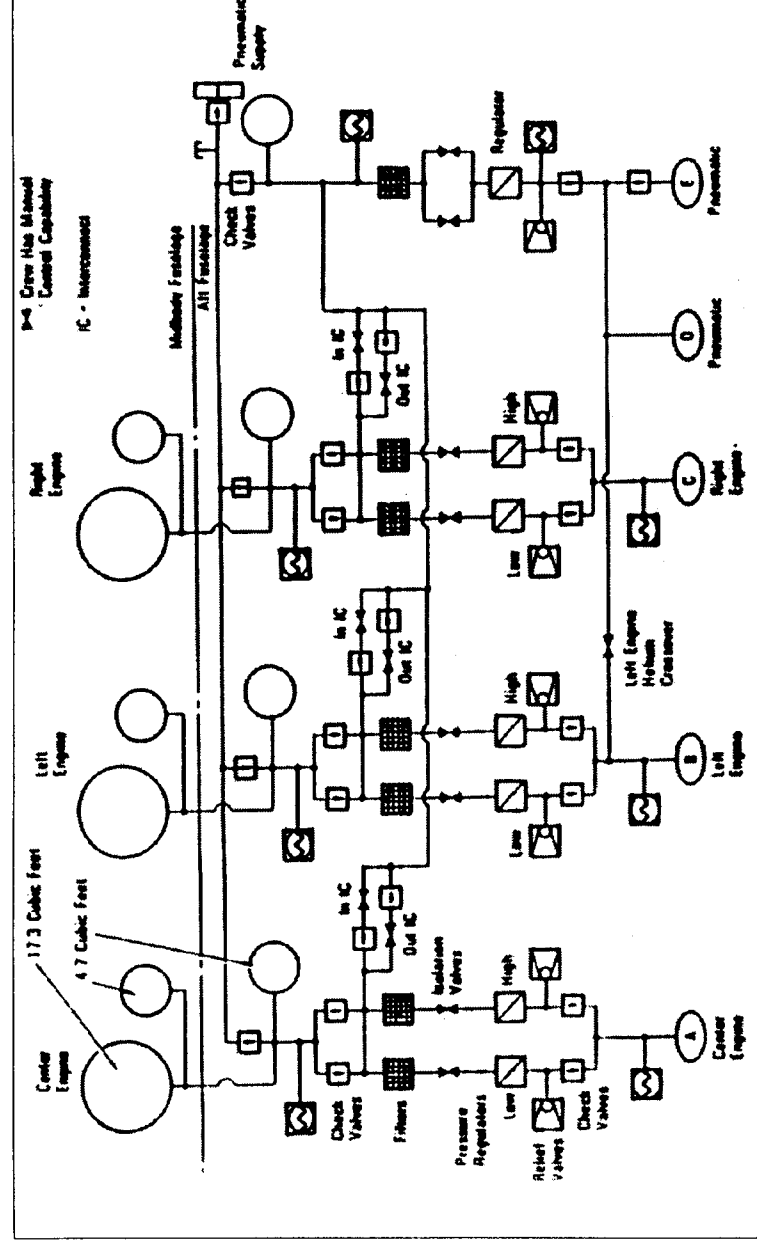 Crew Has Manual
Control Capability
IC - Interconnect
Center
Engine
17.3 Cubic Feet
4.7 Cubic Feet
Left
Engine
Right
Engine
Midbody Fuselage
Aft Fuselage
Pneumatic
Supply
Check
Valves
In IC
Out IC
In IC
Out IC
In IC
Out IC
Check
Valves
Filters
Isolation
Valves
Pressure
Regulators
Low
High
Low
High
Low
High
Regulator
Relief
Valves
Check
Valves
Left Engine
Helium
Crossover
A
Center
Engine
B
Left
Engine
C
Right
Engine
D
Pneumatic
E
Pneumatic